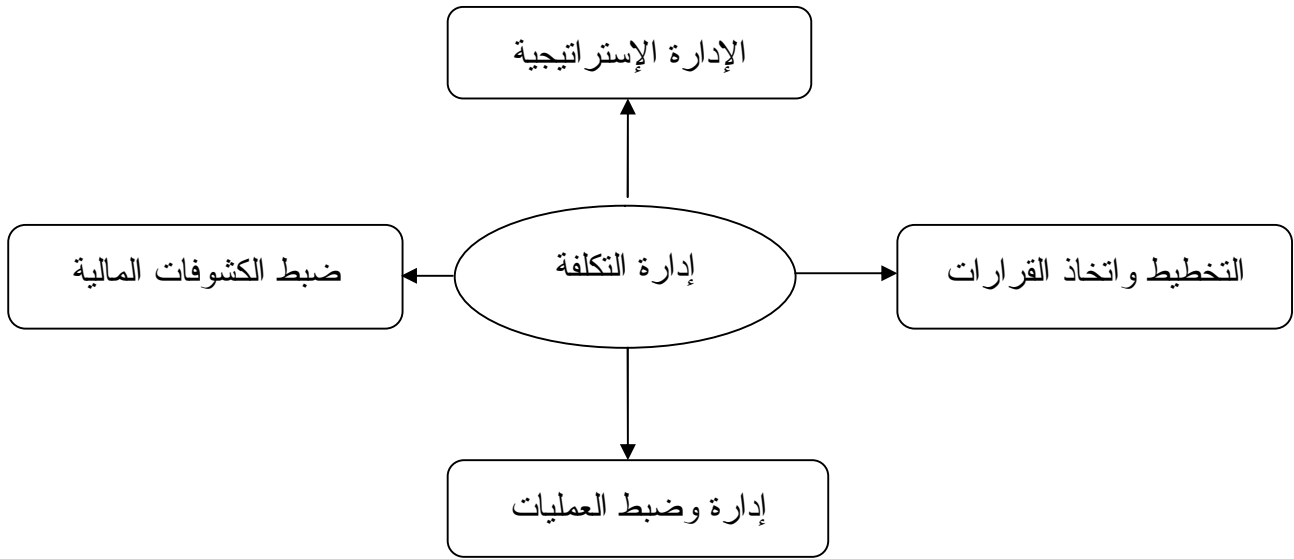 الإدارة الإستراتيجية
التخطيط واتخاذ القرارات
إدارة التكلفة
ضبط الكشوفات المالية
إدارة وضبط العمليات